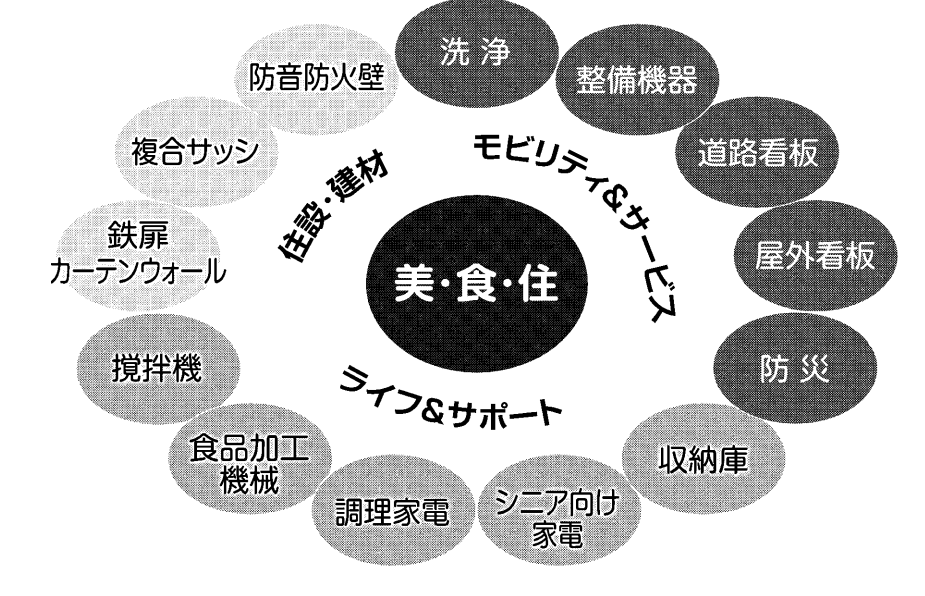 洗 浄
整備機器
道路看板
屋外看板
防 災
収納庫
シニア向け
家電
調理家電
食品加工
機械
撹拌機
鉄扉
カーテンウォール
複合サッシ
防音防火壁
住設・建材
モビリティ&サービス
ライフ&サポート
美・食・住